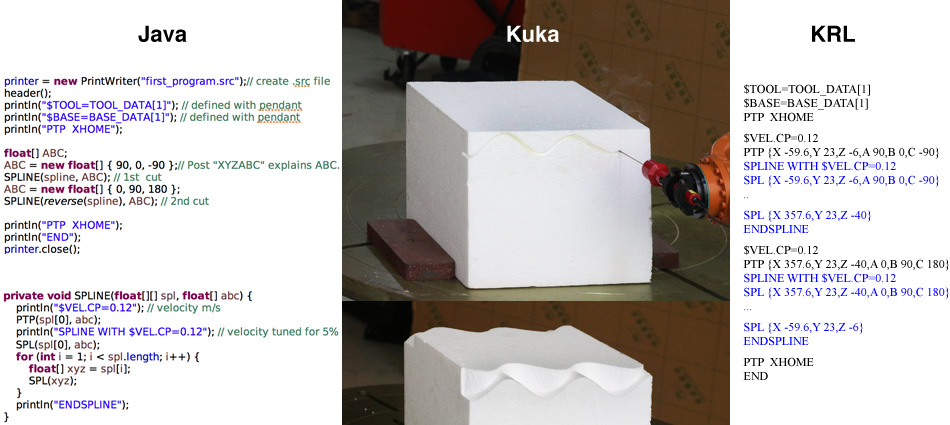 Java
printer = new PrintWriter("first_program.src");// create .src file
header();
println("$TOOL=TOOL_DATA[1]"); // defined with pendant
println("$BASE=BASE_DATA[1]"); // defined with pendant
println("PTP  XHOME");
float[] ABC;
ABC = new float[] { 90, 0, -90 };// Post "XYZABC" explains ABC.
SPLINE(spline, ABC); // 1st  cut
ABC = new float[] { 0, 90, 180 };
SPLINE(reverse(spline), ABC); // 2nd cut
println("PTP  XHOME");
println("END");
printer.close();
private void SPLINE(float[][] spl, float[] abc) {
println("$VEL.CP=0.12"); // velocity m/s
PTP(spl[0], abc);
println("SPLINE WITH $VEL.CP=0.12"); // velocity tuned for 5%
SPL(spl[0], abc);
for (int i = 1; i < spl.length; i++) {
float[] xyz = spl[i];
SPL(xyz);
}
println("ENDSPLINE");
}
Kuka
KRL
$TOOL=TOOL_DATA[1]
$BASE=BASE_DATA[1]
PTP  XHOME
$VEL.CP=0.12
PTP {X -59.6,Y 23,Z -6,A 90,B 0,C -90}
SPLINE WITH $VEL.CP=0.12
SPL {X -59.6,Y 23,Z -6,A 90,B 0,C -90}
..
SPL {X 357.6,Y 23,Z -40}
ENDSPLINE
$VEL.CP=0.12
PTP {X 357.6,Y 23,Z -40,A 0,B 90,C 180}
SPLINE WITH $VEL.CP=0.12
SPL {X 357.6,Y 23,Z -40,A 0,B 90,C 180}
...
SPL {X -59.6,Y 23,Z -6}
ENDSPLINE
PTP  XHOME
END